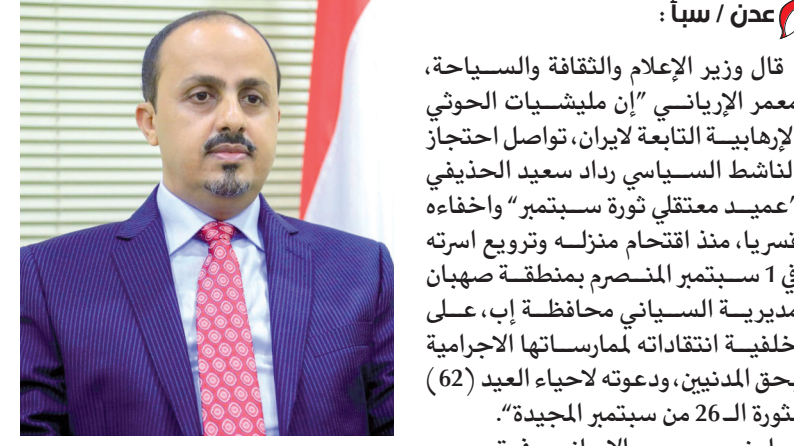 عدن / سبأ :
قال وزير الإعلام والثقافة والسياحة،
معمر الإرياني "إن مليشيات الحوثي
الإرهابية التابعة لايران، تواصل احتجاز
الناشط السياسي رداد سعيد الحذيفي
"عميد معتقلي ثورة سبتمبر" واخفاءه
قسريا، منذ اقتحام منزله وترويع اسرته
في 1 سبتمبر المنصرم بمنطقة صهبان
مديرية السياني محافظة إب، على
خلفية انتقاداته لممارساتها الاجرامية
بحق المدنيين، ودعوته لاحياء العيد (62)
لثورة الـ 26 من سبتمبر المجيدة".